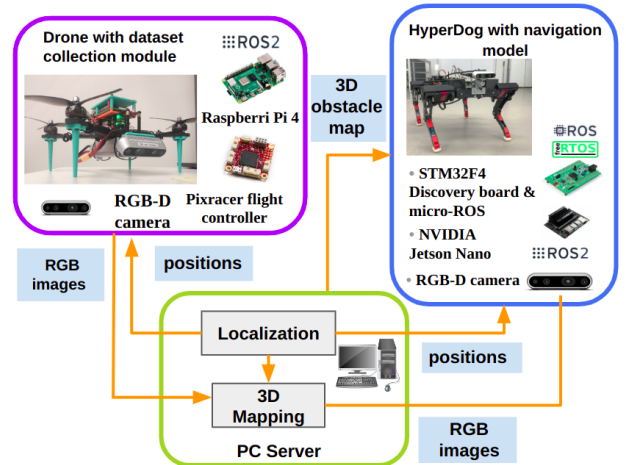 Drone with dataset
collection module
ROS2
Raspberri Pi 4
Pixracer flight
controller
RGB-D
camera
3D
obstacle
map
HyperDog with navigation
model
ROS
free
RTOS
• STM32F4
Discovery board &
micro-ROS
• NVIDIA
Jetson Nano
ROS2
• RGB-D camera
RGB
images
positions
Localization
3D
Mapping
PC Server
positions
RGB
images